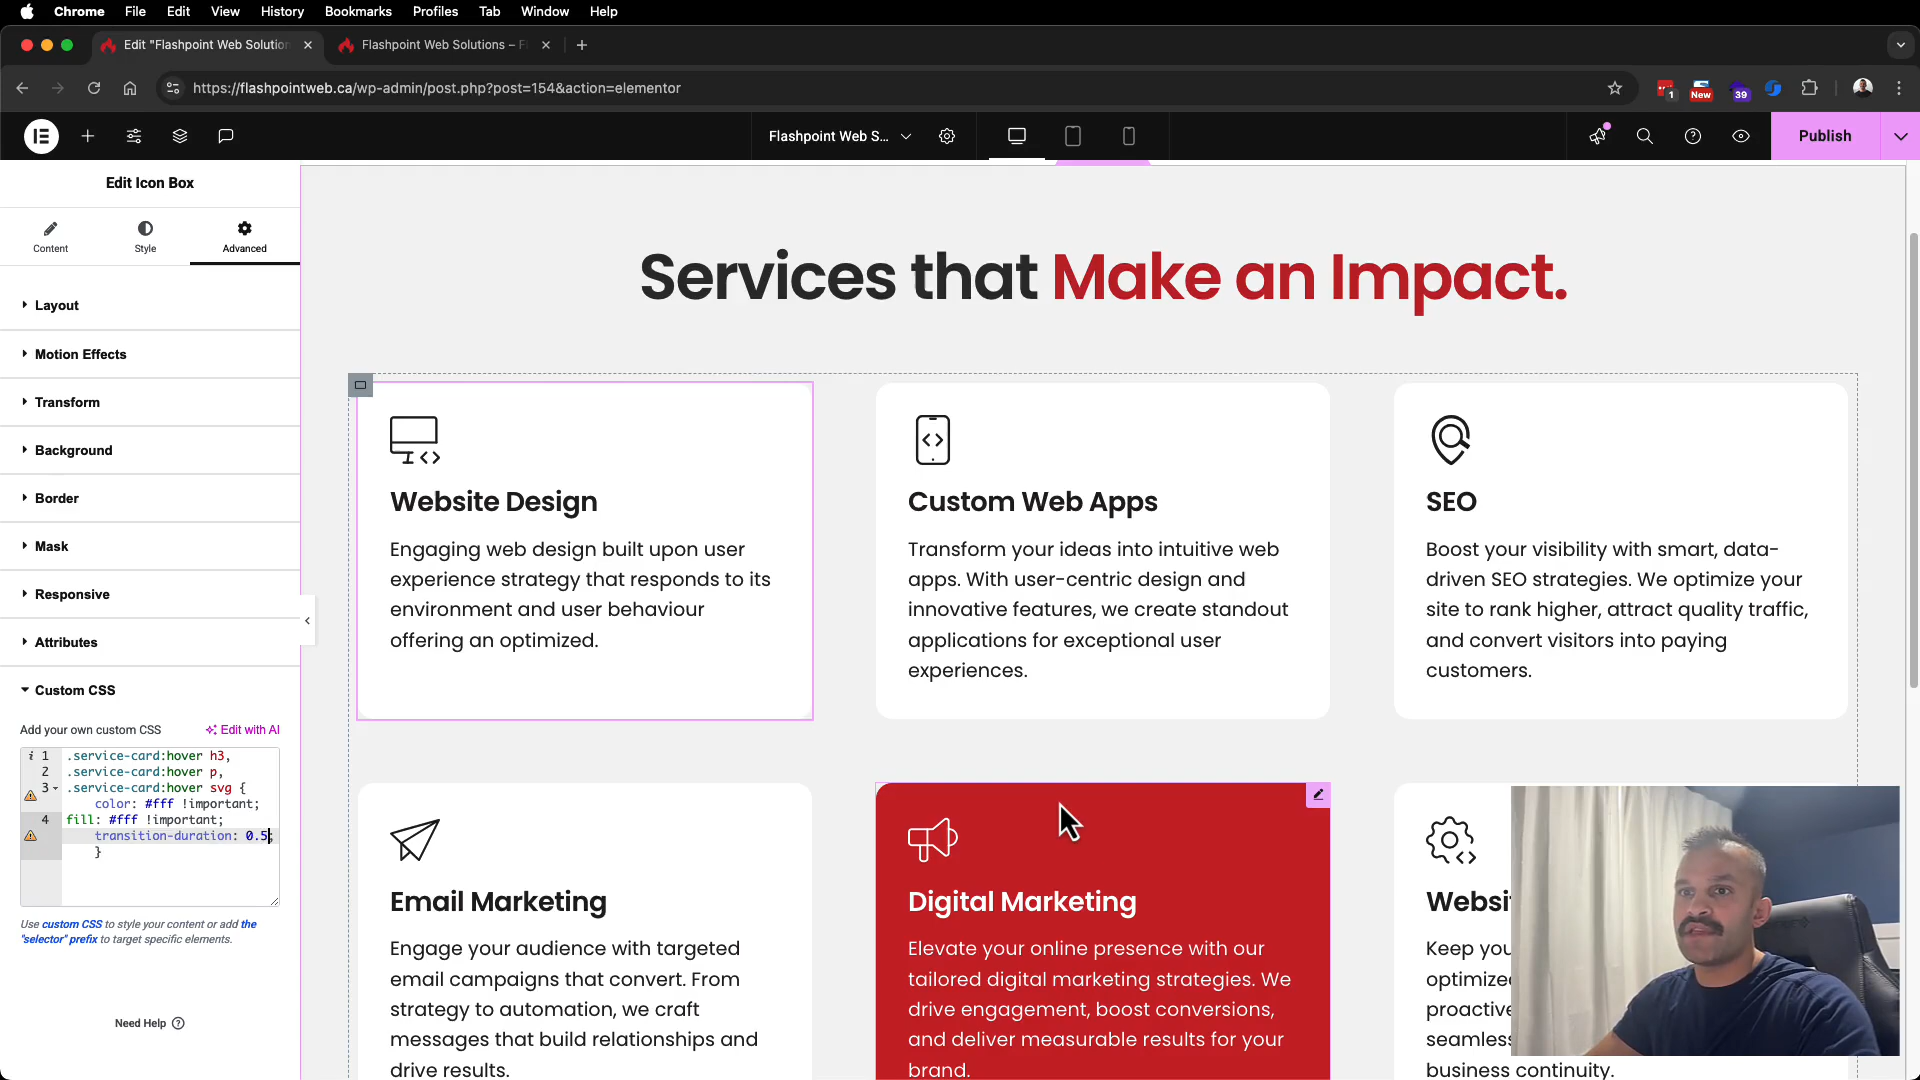 Chrome File Edit View History Bookmarks Profiles Tab Window Help
Edit "Flashpoint Web Solution
Flashpoint Web Solutions – F
https://flashpointweb.ca/wp-admin/post.php?post=154&action=elementor
1
New
39
Flashpoint Web S...
Publish
Edit Icon Box
Content
Style
Advanced
Layout
Motion Effects
Transform
Background
Border
Mask
Responsive
Attributes
Custom CSS
Add your own custom CSS
Edit with AI
i 1 .service-card:hover h3,
2 .service-card:hover p,
3 .service-card:hover svg {
color: #fff !important;
4 fill: #fff !important;
transition-duration: 0.5;
}
Use custom CSS to style your content or add the
"selector" prefix to target specific elements.
Need Help
Services that Make an Impact.
Website Design
Engaging web design built upon user
experience strategy that responds to its
environment and user behaviour
offering an optimized.
Custom Web Apps
Transform your ideas into intuitive web
apps. With user-centric design and
innovative features, we create standout
applications for exceptional user
experiences.
SEO
Boost your visibility with smart, data-
driven SEO strategies. We optimize your
site to rank higher, attract quality traffic,
and convert visitors into paying
customers.
Email Marketing
Engage your audience with targeted
email campaigns that convert. From
strategy to automation, we craft
messages that build relationships and
drive results.
Digital Marketing
Elevate your online presence with our
tailored digital marketing strategies. We
drive engagement, boost conversions,
and deliver measurable results for your
brand.
Websi
Keep you
optimize
proactive
seamles
business continuity.